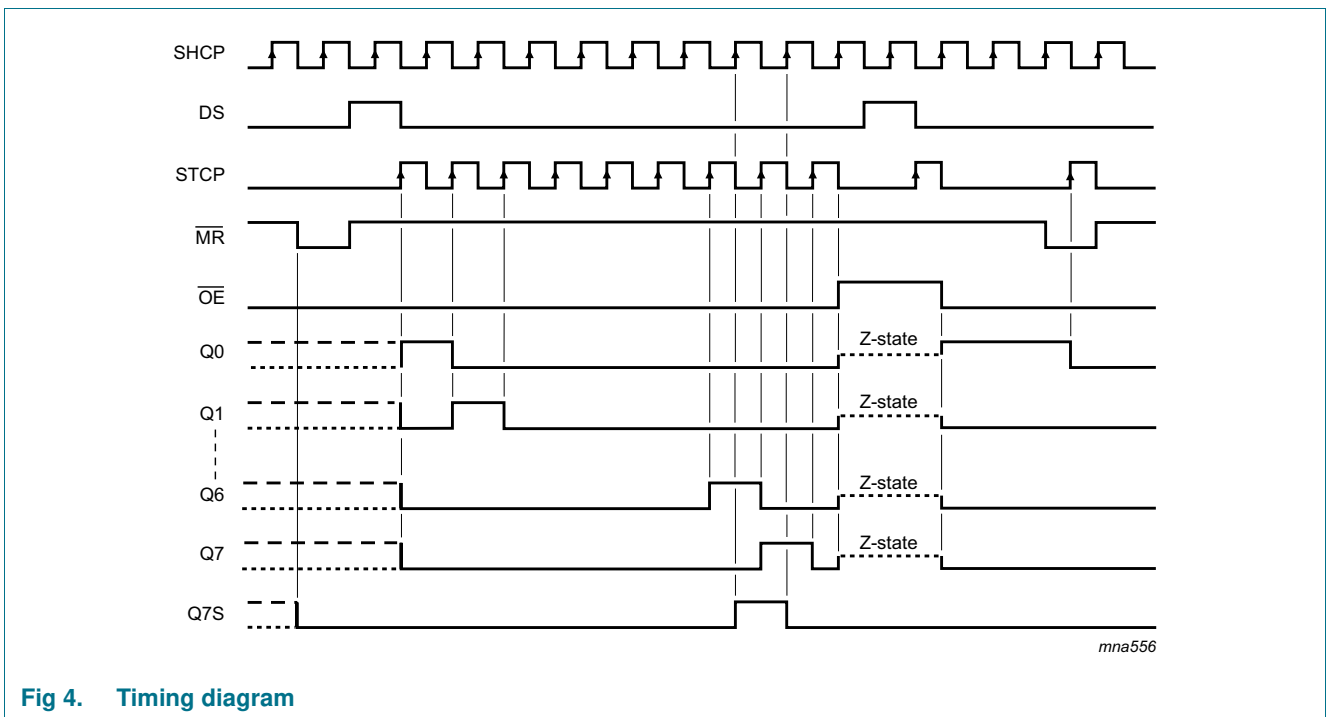 SHCP
DS
STCP
MR
OE
Q0
Z-state
Q1
Z-state
Q6
Z-state
Q7
Z-state
Q7S
mna556
Fig 4. Timing diagram